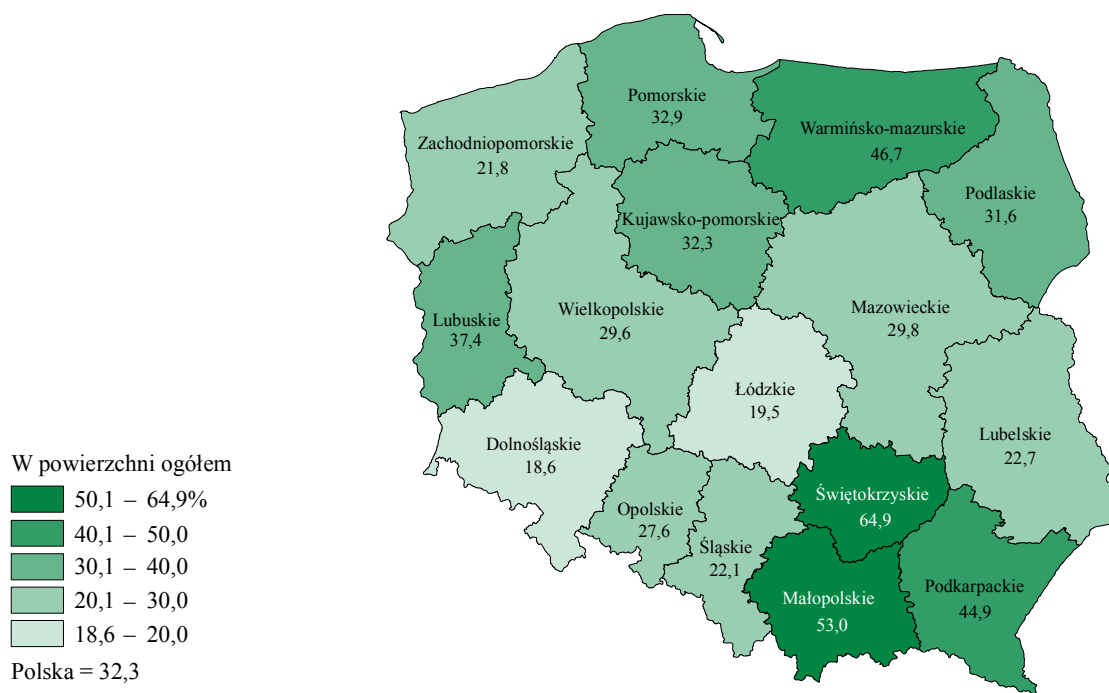 Pomorskie
32,9
Warmińsko-mazurskie
46,7
Zachodniopomorskie
21,8
Podlaskie
31,6
Kujawsko-pomorskie
32,3
Wielkopolskie
29,6
Mazowieckie
29,8
Lubuskie
37,4
Łódzkie
19,5
Dolnośląskie
18,6
Lubelskie
22,7
Świętokrzyskie
64,9
Opolskie
27,6
Śląskie
22,1
Małopolskie
53,0
Podkarpackie
44,9
W powierzchni ogółem
50,1 – 64,9%
40,1 – 50,0
30,1 – 40,0
20,1 – 30,0
18,6 – 20,0
Polska = 32,3